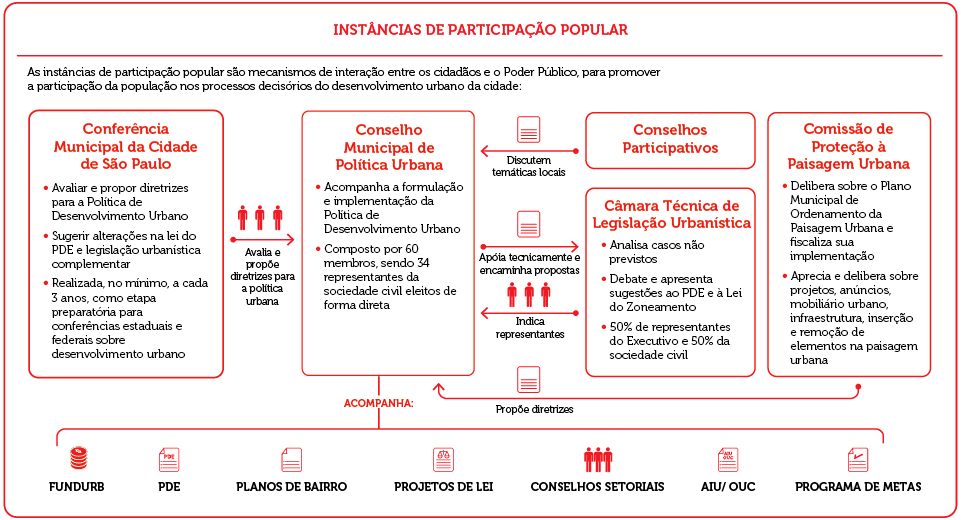 INSTÂNCIAS DE PARTICIPAÇÃO POPULAR
As instâncias de participação popular são mecanismos de interação entre os cidadãos e o Poder Público, para promover
a participação da população nos processos decisórios do desenvolvimento urbano da cidade:
Conferência
Municipal da Cidade
de São Paulo
• Avaliar e propor diretrizes
para a Política de
Desenvolvimento Urbano
• Sugerir alterações na lei do
PDE e legislação urbanística
complementar
• Realizada, no mínimo, a cada
3 anos, como etapa
preparatória para
conferências estaduais e
federais sobre
desenvolvimento urbano
Avalia e
propõe
diretrizes para
a política
urbana
Conselho
Municipal de
Política Urbana
• Acompanha a formulação
e implementação da
Política de
Desenvolvimento Urbano
• Composto por 60
membros, sendo 34
representantes da
sociedade civil eleitos de
forma direta
Discutem
temáticas locais
Apóia tecnicamente e
encaminha propostas
Indica
representantes
Conselhos
Participativos
Câmara Técnica de
Legislação Urbanística
• Analisa casos não
previstos
• Debate e apresenta
sugestões ao PDE e à Lei
do Zoneamento
• 50% de representantes
do Executivo e 50% da
sociedade civil
Comissão de
Proteção à
Paisagem Urbana
• Delibera sobre o Plano
Municipal de
Ordenamento da
Paisagem Urbana e
fiscaliza sua
implementação
• Aprecia e delibera sobre
projetos, anúncios,
mobiliário urbano,
infraestrutura, inserção
e remoção de
elementos na paisagem
urbana
Propõe diretrizes
ACOMPANHA:
FUNDURB
PDE
PDE
PLANOS DE BAIRRO
PROJETOS DE LEI
CONSELHOS SETORIAIS
AIU
OUC
AIU/ OUC
PROGRAMA DE METAS